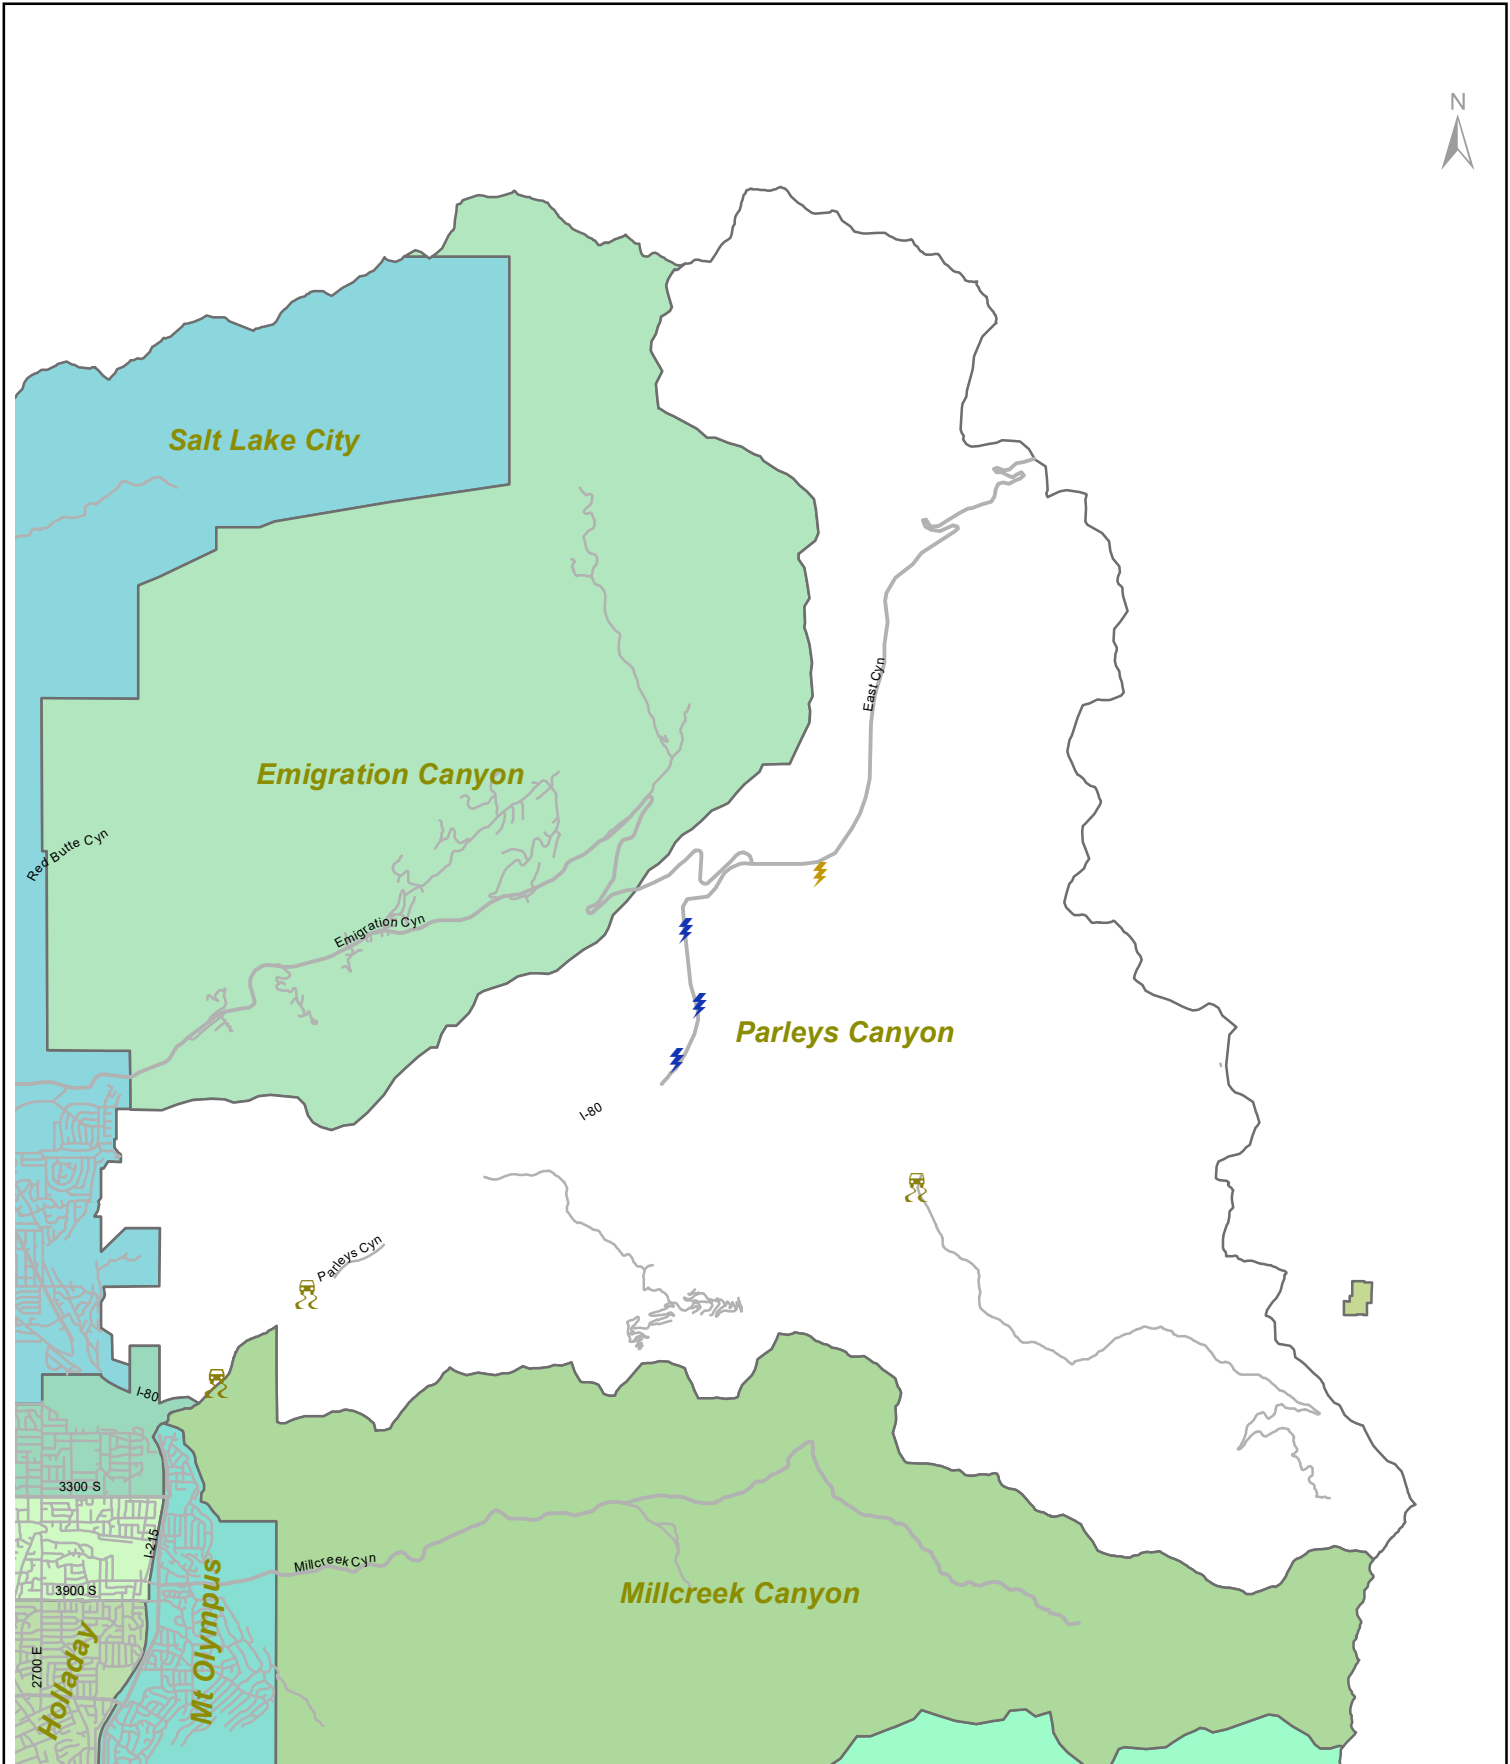 N
Salt Lake City
East Cyn
Emigration Canyon
Red Butte Cyn
Emigration Cyn
Parleys Canyon
I-80
Parleys Cyn
I-80
3300 S
I-215
Millcreek Cyn
3900 S
Millcreek Canyon
Mt Olympus
Holladay
2700 E